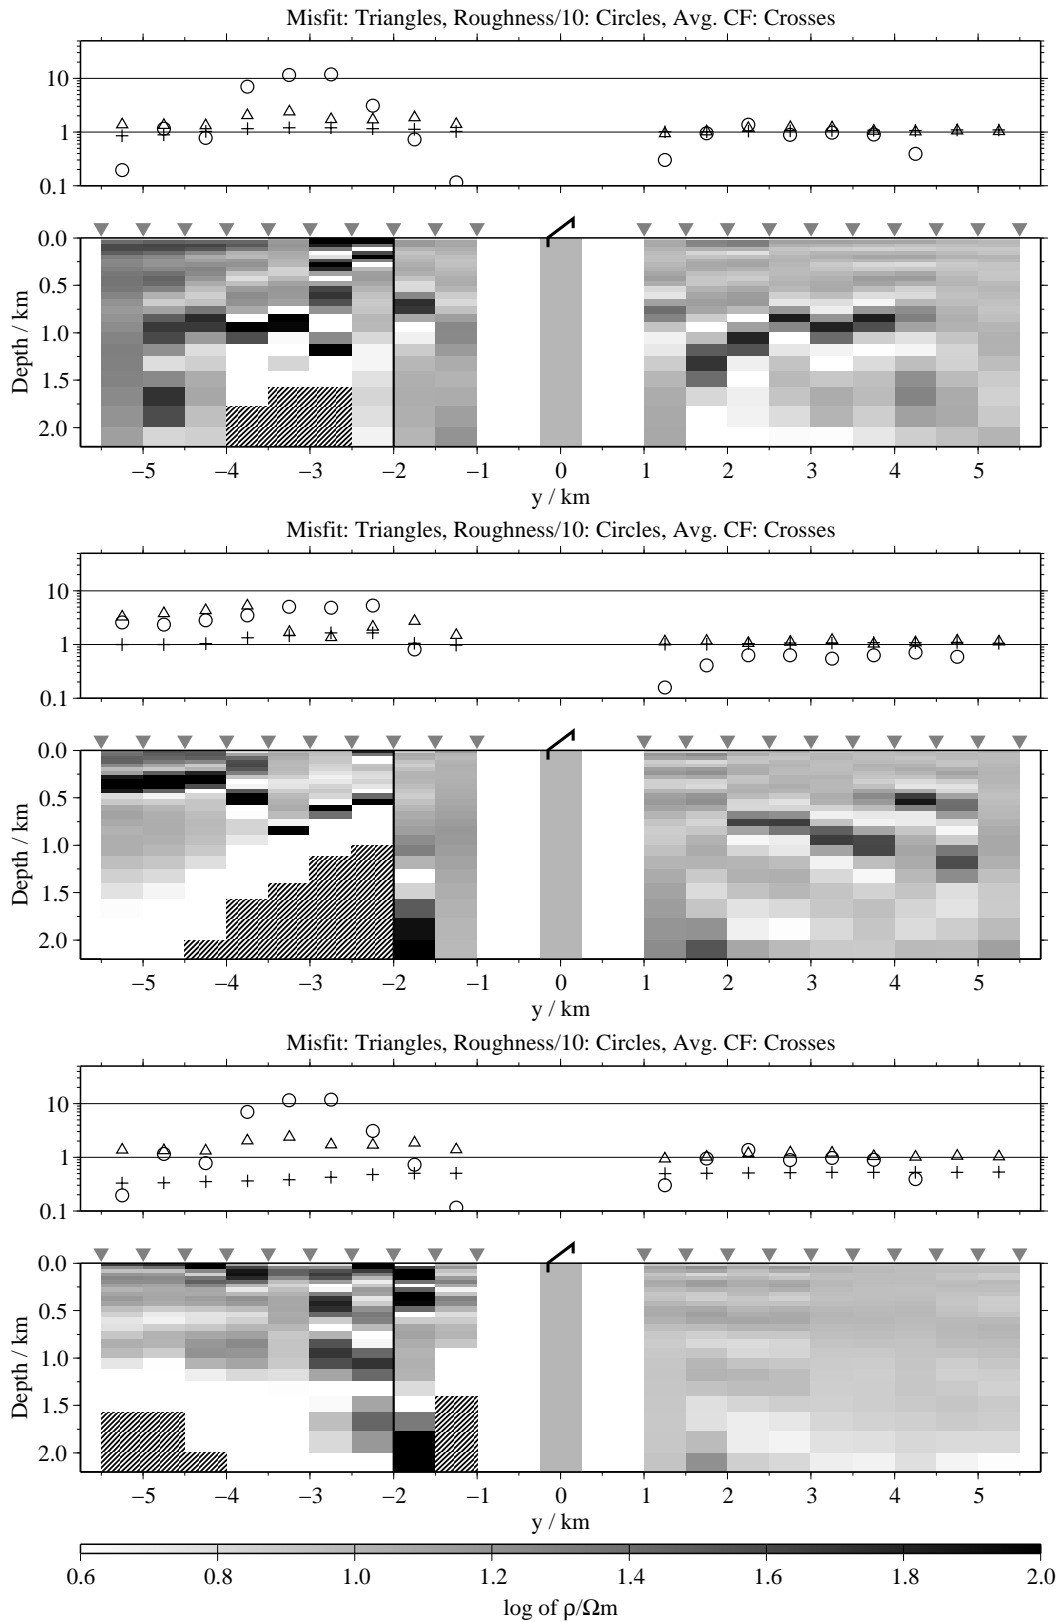 Misfit: Triangles, Roughness/10: Circles, Avg. CF: Crosses
10
1
0.1
0.0
0.5
1.0
1.5
2.0
Depth / km
−5 −4 −3 −2 −1 0 1 2 3 4 5
y / km
Misfit: Triangles, Roughness/10: Circles, Avg. CF: Crosses
10
1
0.1
0.0
0.5
1.0
1.5
2.0
Depth / km
−5 −4 −3 −2 −1 0 1 2 3 4 5
y / km
Misfit: Triangles, Roughness/10: Circles, Avg. CF: Crosses
10
1
0.1
0.0
0.5
1.0
1.5
2.0
Depth / km
−5 −4 −3 −2 −1 0 1 2 3 4 5
y / km
0.6 0.8 1.0 1.2 1.4 1.6 1.8 2.0
log of ρ/Ωm